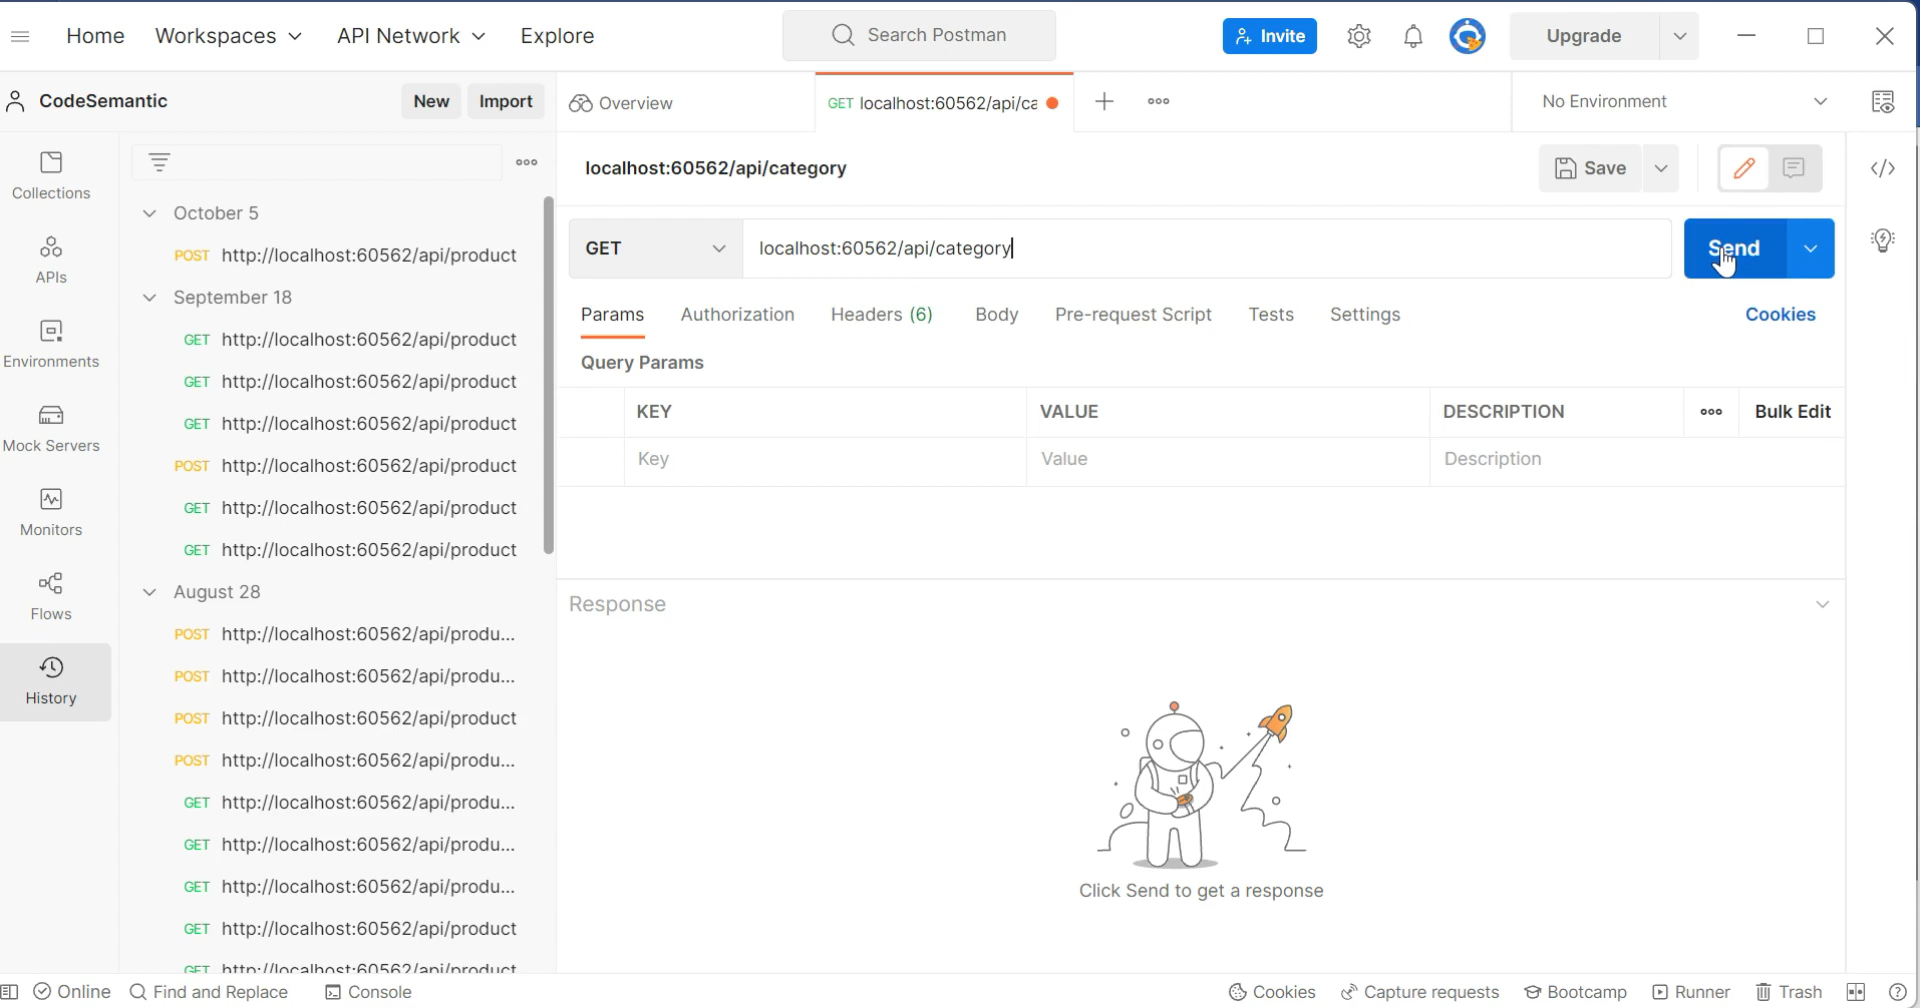 Home Workspaces API Network Explore Search Postman Invite Upgrade
CodeSemantic New Import Overview GET localhost:60562/api/ca No Environment
localhost:60562/api/category Save
Collections
APIs
Environments
Mock Servers
Monitors
Flows
History
October 5
POST http://localhost:60562/api/product
September 18
GET http://localhost:60562/api/product
GET http://localhost:60562/api/product
GET http://localhost:60562/api/product
POST http://localhost:60562/api/product
GET http://localhost:60562/api/product
GET http://localhost:60562/api/product
August 28
POST http://localhost:60562/api/produ...
POST http://localhost:60562/api/produ...
POST http://localhost:60562/api/product
POST http://localhost:60562/api/produ...
GET http://localhost:60562/api/produ...
GET http://localhost:60562/api/produ...
GET http://localhost:60562/api/produ...
GET http://localhost:60562/api/product
GET http://localhost:60562/api/product
GET localhost:60562/api/category Send
Params Authorization Headers (6) Body Pre-request Script Tests Settings Cookies
Query Params
KEY VALUE DESCRIPTION Bulk Edit
Key Value Description
Response
Click Send to get a response
Online Find and Replace Console Cookies Capture requests Bootcamp Runner Trash